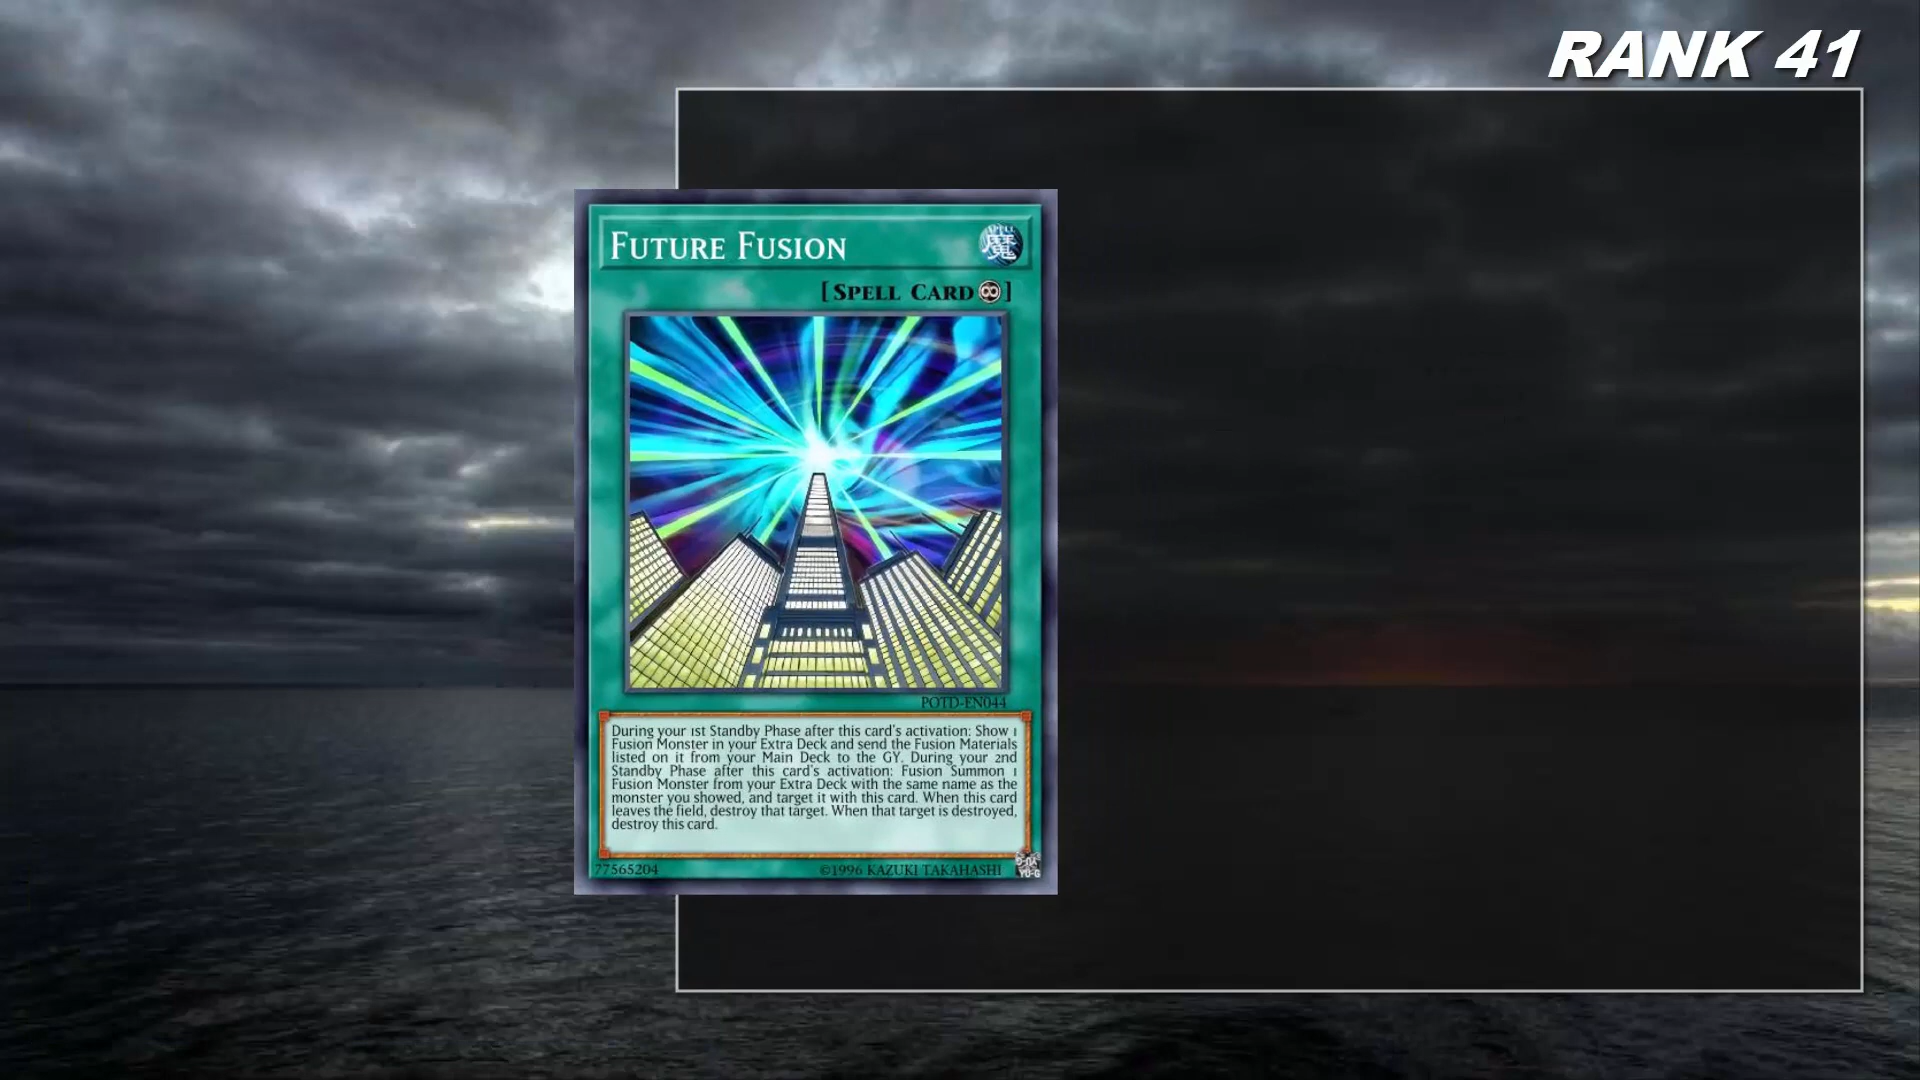 RANK 41
FUTURE FUSION
[SPELL CARD]
POTD-EN044
During your 1st Standby Phase after this card's activation: Show 1
Fusion Monster in your Extra Deck and send the Fusion Materials
listed on it from your Main Deck to the GY. During your 2nd
Standby Phase after this card's activation: Fusion Summon 1
Fusion Monster from your Extra Deck with the same name as the
monster you showed, and target it with this card. When this card
leaves the field, destroy that target. When that target is destroyed,
destroy this card.
77565204 ©1996 KAZUKI TAKAHASHI